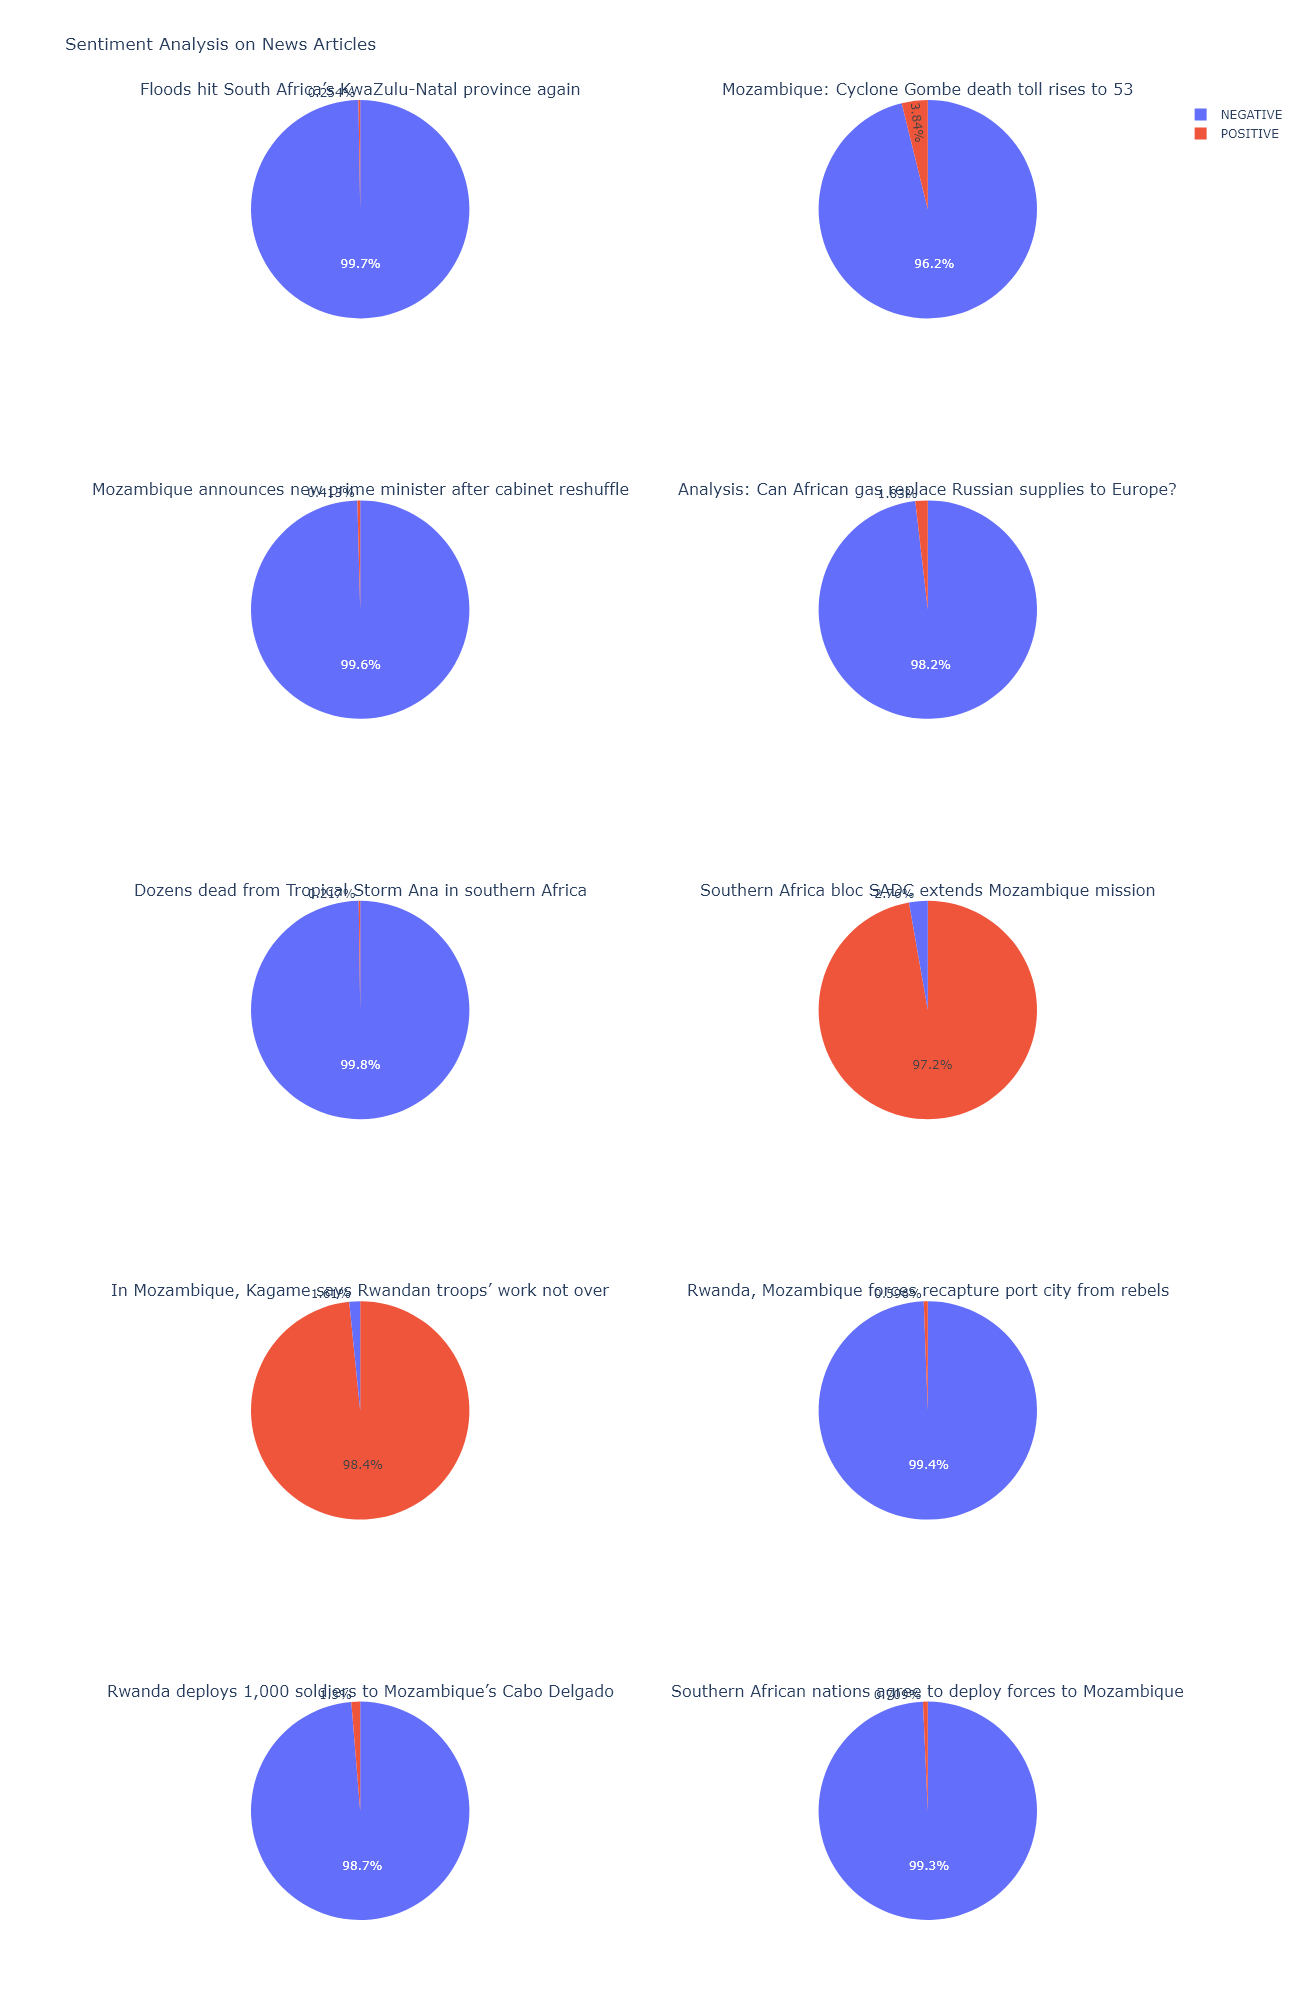 Sentiment Analysis on News Articles
Floods hit South Africa’s KwaZulu-Natal province again
0.254%
99.7%
Mozambique: Cyclone Gombe death toll rises to 53
3.84%
96.2%
NEGATIVE
POSITIVE
Mozambique announces new prime minister after cabinet reshuffle
99.6%
Analysis: Can African gas replace Russian supplies to Europe?
1.83%
98.2%
Dozens dead from Tropical Storm Ana in southern Africa
0.217%
99.8%
Southern Africa bloc SADC extends Mozambique mission
2.76%
97.2%
In Mozambique, Kagame says Rwandan troops’ work not over
1.61%
98.4%
Rwanda, Mozambique forces recapture port city from rebels
99.4%
Rwanda deploys 1,000 soldiers to Mozambique’s Cabo Delgado
1.3%
98.7%
Southern African nations agree to deploy forces to Mozambique
0.709%
99.3%